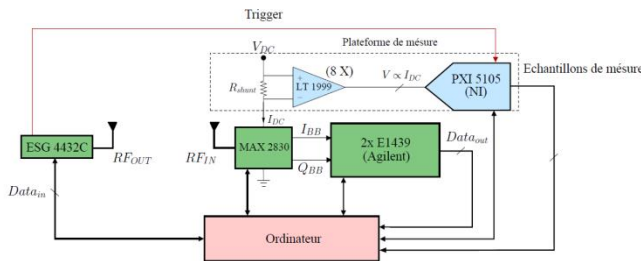 Trigger
Plateforme de mésure
V_DC
(8 X)
R_shunt
+
LT 1999
−
V ∝ I_DC
PXI 5105
(NI)
Echantillons de mésure
I_DC
ESG 4432C
RF_OUT
RF_IN
MAX 2830
I_BB
Q_BB
2x E1439
(Agilent)
Data_out
Data_in
Ordinateur